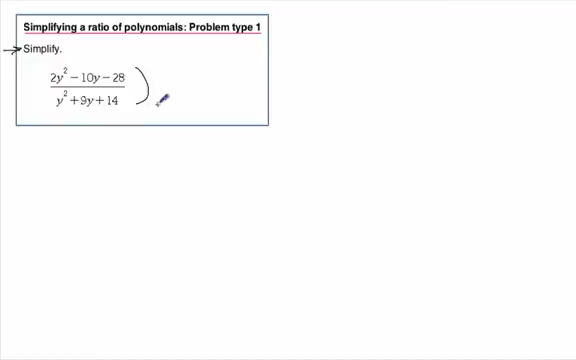 Simplifying a ratio of polynomials: Problem type 1
Simplify.
2y² − 10y − 28
y² + 9y + 14